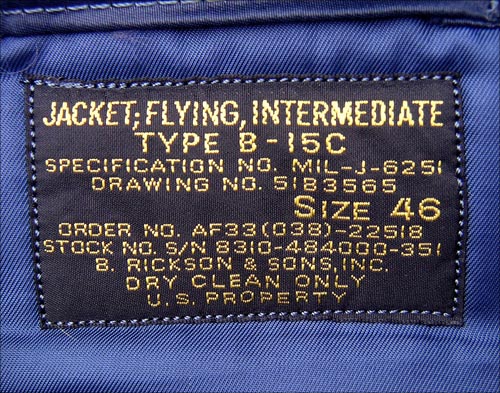 JACKET; FLYING, INTERMEDIATE
TYPE B-15C
SPECIFICATION NO. MIL-J-6251
DRAWING NO. 51B3565
SIZE 46
ORDER NO. AF33(038)-22518
STOCK NO. S/N 8310-484000-351
B. RICKSON & SONS, INC.
DRY CLEAN ONLY
U.S. PROPERTY